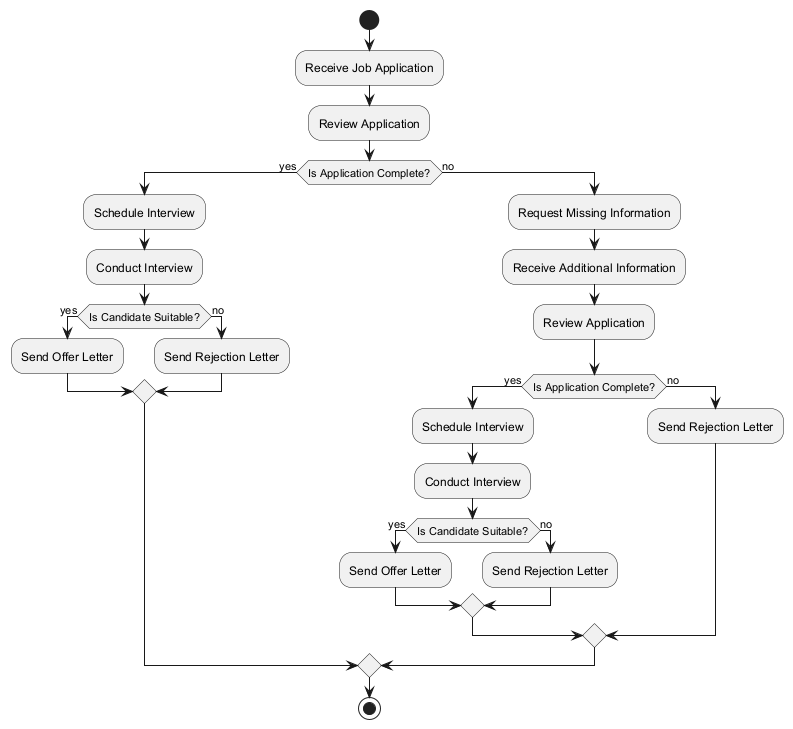 Receive Job Application
Review Application
yes
Is Application Complete?
no
Schedule Interview
Conduct Interview
yes
Is Candidate Suitable?
no
Send Offer Letter
Send Rejection Letter
Request Missing Information
Receive Additional Information
Review Application
yes
Is Application Complete?
no
Schedule Interview
Conduct Interview
yes
Is Candidate Suitable?
no
Send Offer Letter
Send Rejection Letter
Send Rejection Letter